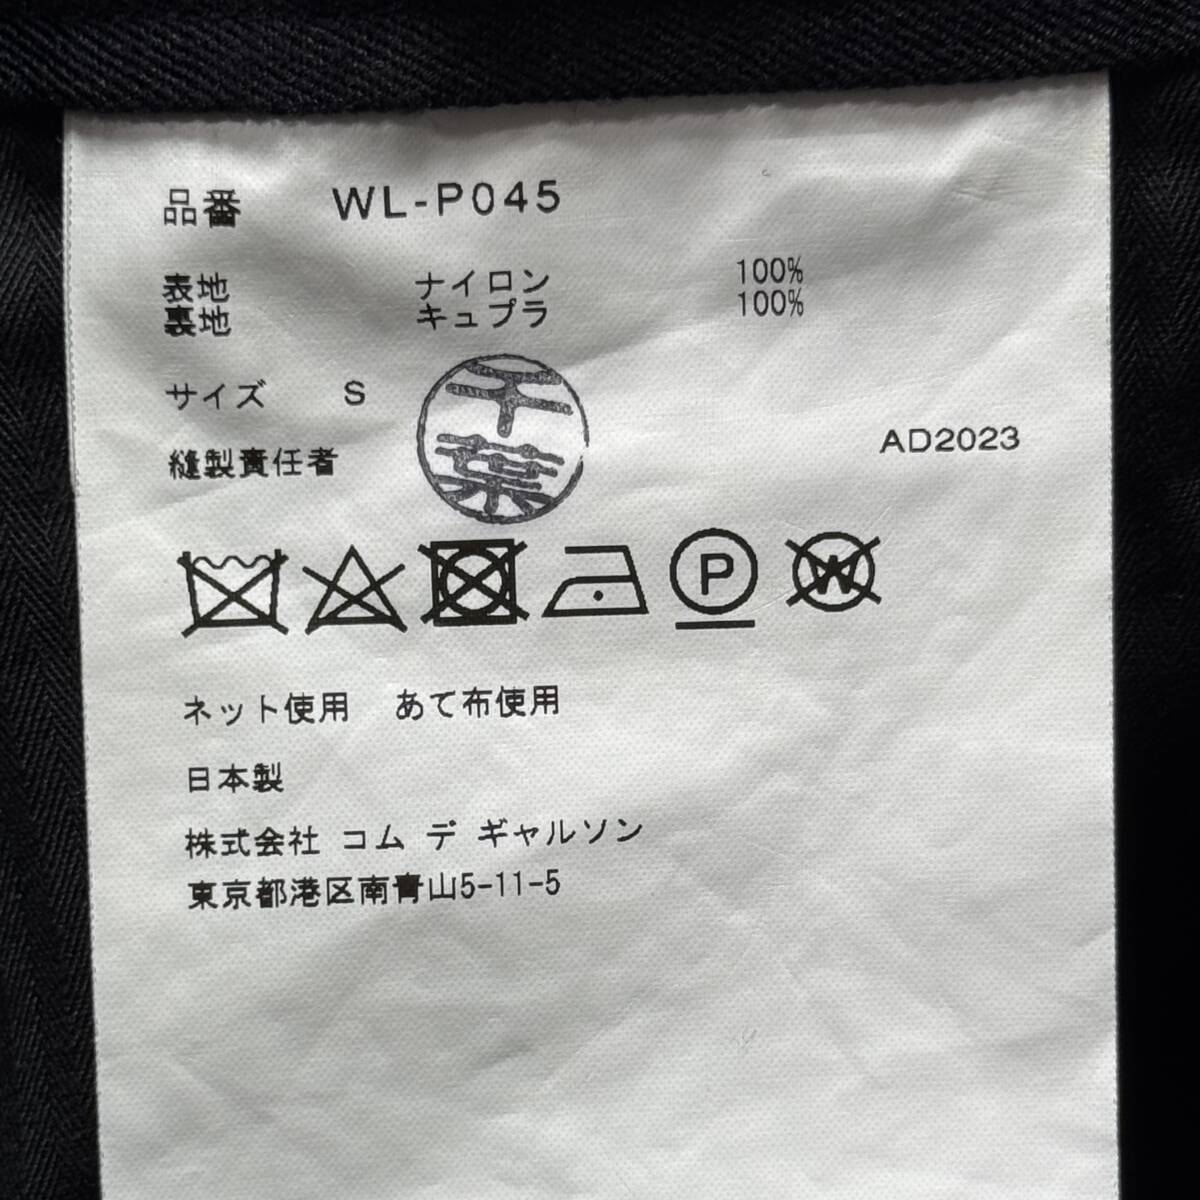 品番 WL-P045
表地 ナイロン 100%
裏地 キュプラ 100%
サイズ S
千葉
AD2023
縫製責任者
P
W
ネット使用 あて布使用
日本製
株式会社 コム デ ギャルソン
東京都港区南青山5-11-5